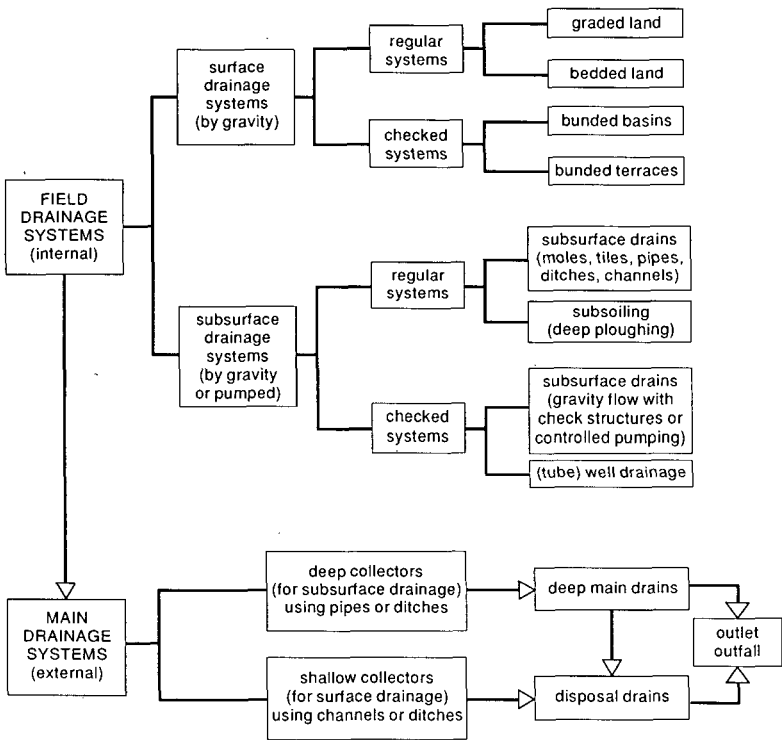 FIELD
DRAINAGE
SYSTEMS
(internal)
surface
drainage
systems
(by gravity)
regular
systems
graded land
bedded land
checked
systems
bunded basins
bunded terraces
subsurface
drainage
systems
(by gravity
or pumped)
regular
systems
subsurface drains
(moles, tiles, pipes,
ditches, channels)
subsoiling
(deep ploughing)
checked
systems
subsurface drains
(gravity flow with
check structures or
controlled pumping)
(tube) well drainage
MAIN
DRAINAGE
SYSTEMS
(external)
deep collectors
(for subsurface drainage)
using pipes or ditches
deep main drains
shallow collectors
(for surface drainage)
using channels or ditches
disposal drains
outlet
outfall